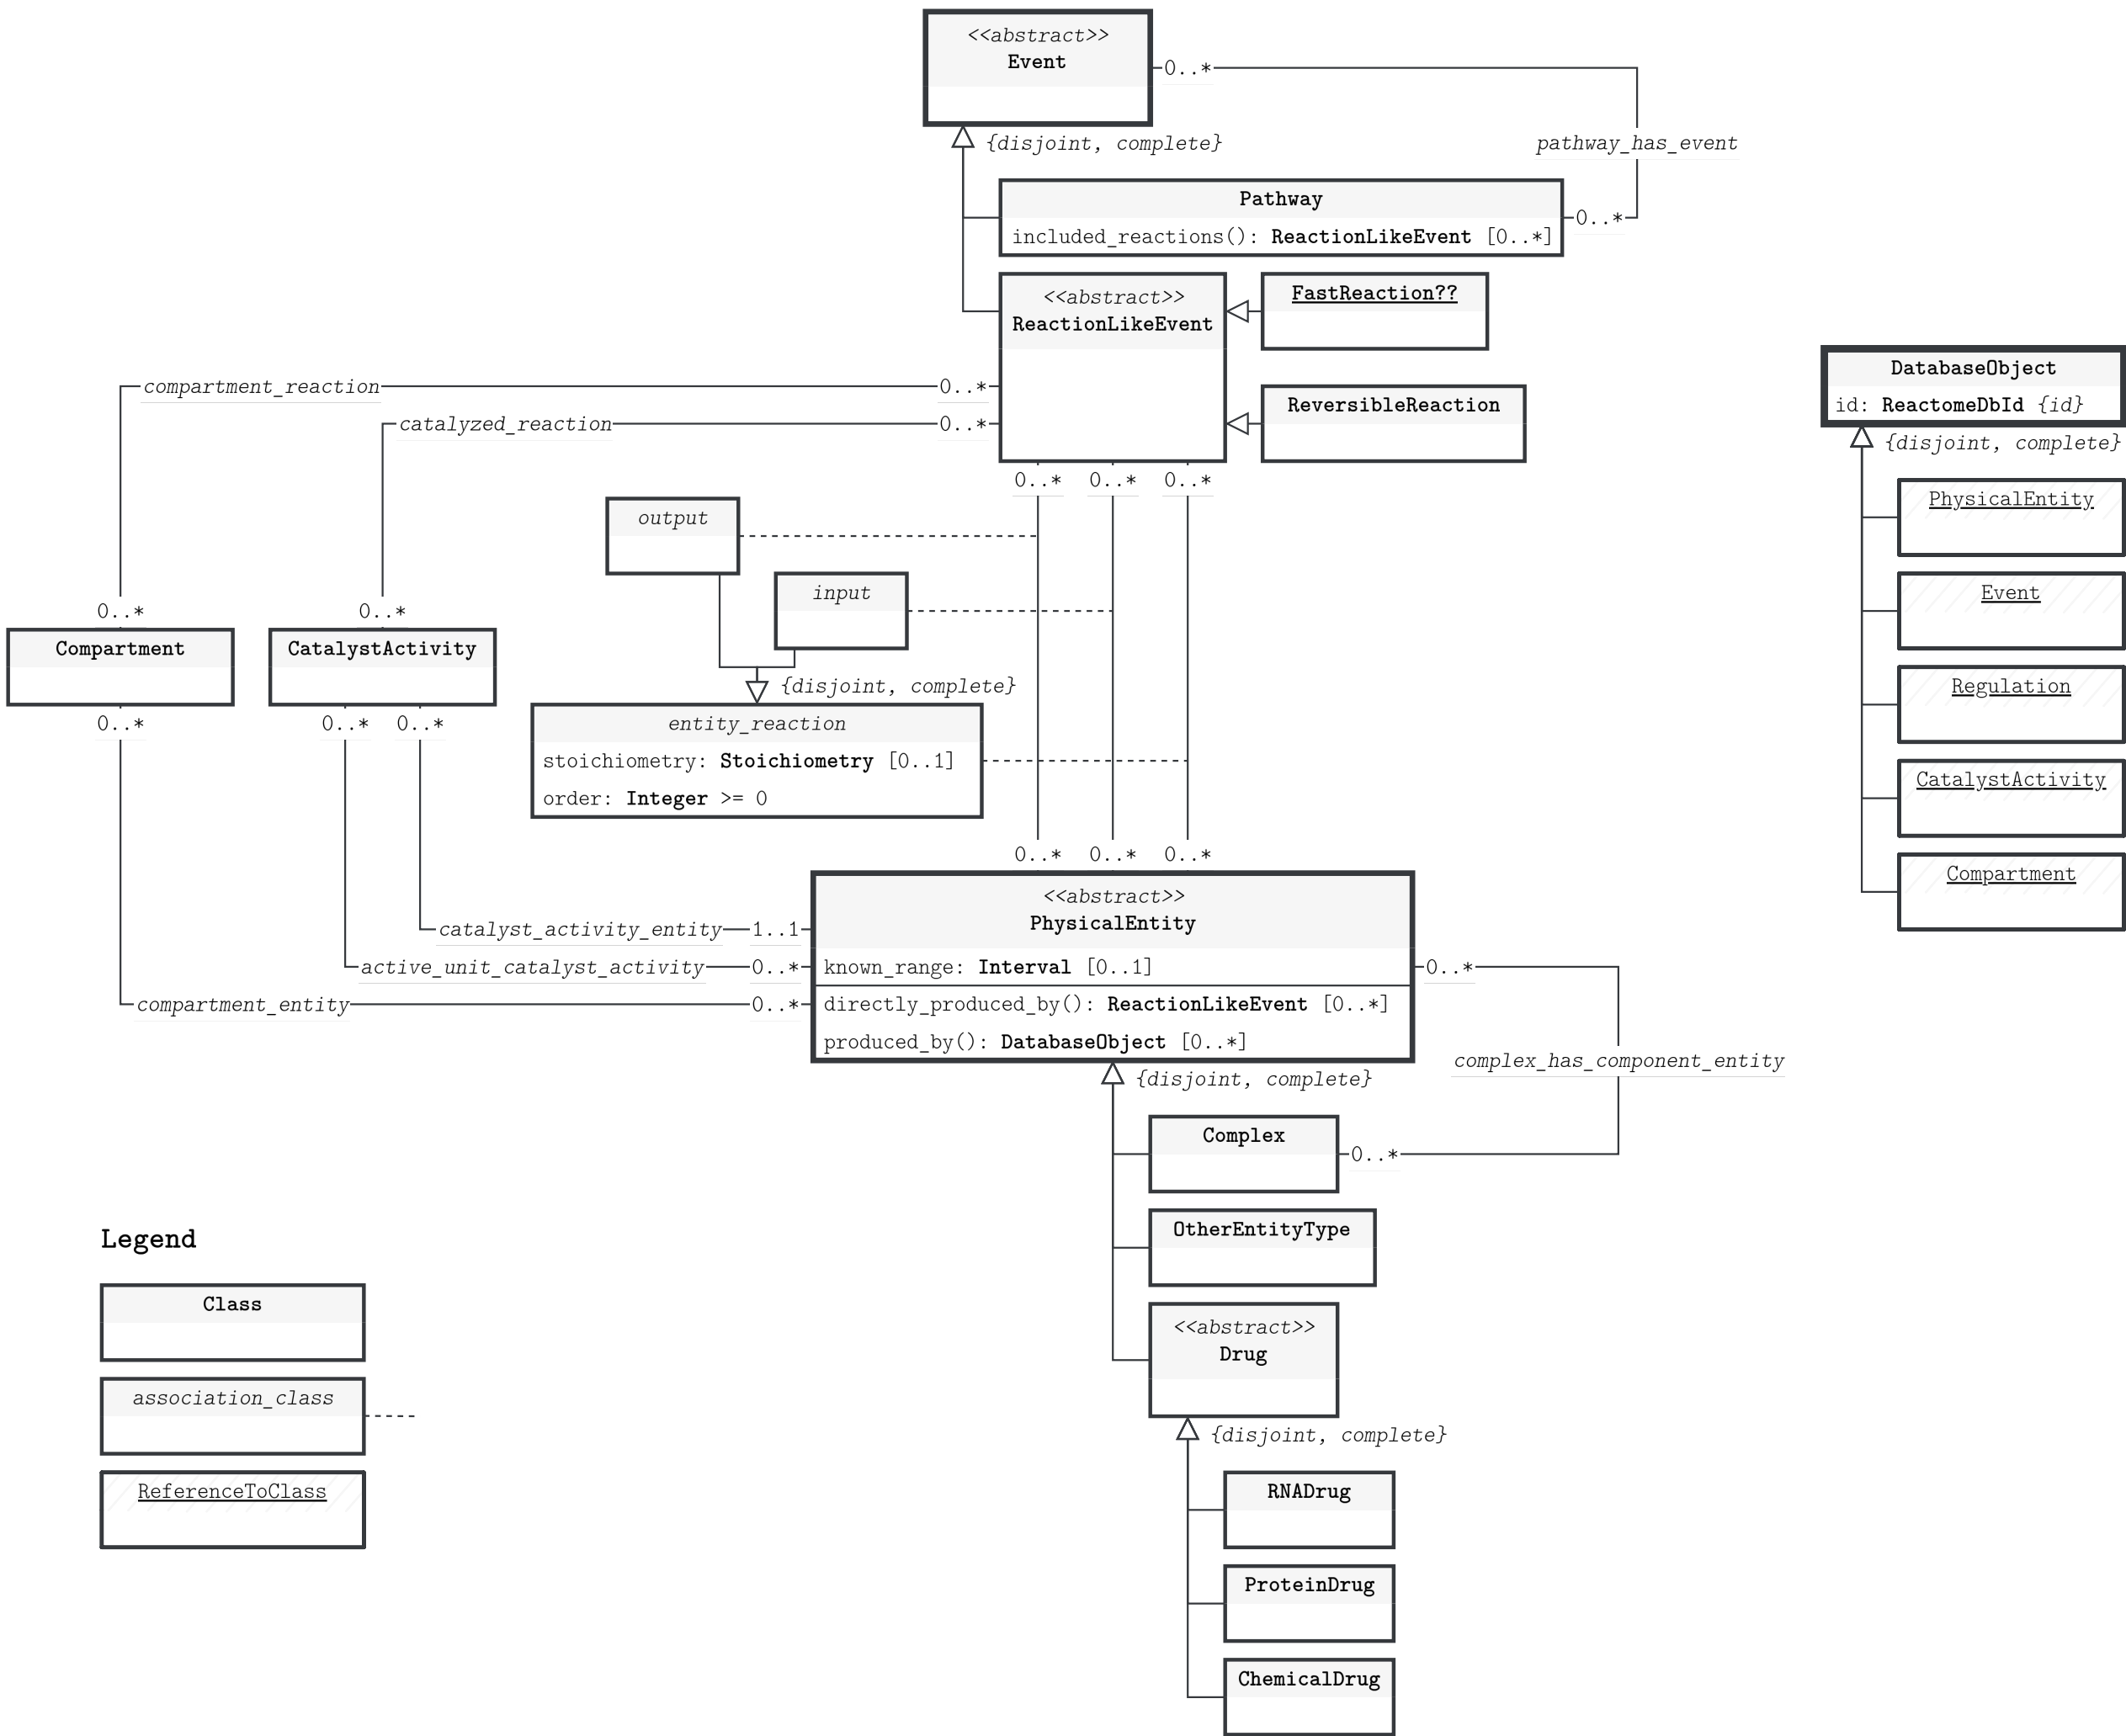 <<abstract>>
Event
0..*
{disjoint, complete}
pathway_has_event
Pathway
included_reactions(): ReactionLikeEvent [0..*]
0..*
<<abstract>>
ReactionLikeEvent
FastReaction??
ReversibleReaction
compartment_reaction
0..*
catalyzed_reaction
0..*
0..* 0..* 0..*
DatabaseObject
id: ReactomeDbId {id}
{disjoint, complete}
PhysicalEntity
Event
Regulation
CatalystActivity
Compartment
output
input
{disjoint, complete}
0..*
0..*
Compartment
CatalystActivity
0..*
0..* 0..*
entity_reaction
stoichiometry: Stoichiometry [0..1]
order: Integer >= 0
0..* 0..* 0..*
<<abstract>>
PhysicalEntity
known_range: Interval [0..1]
directly_produced_by(): ReactionLikeEvent [0..*]
produced_by(): DatabaseObject [0..*]
catalyst_activity_entity
1..1
active_unit_catalyst_activity
0..*
compartment_entity
0..*
0..*
complex_has_component_entity
{disjoint, complete}
Complex
0..*
OtherEntityType
<<abstract>>
Drug
{disjoint, complete}
RNADrug
ProteinDrug
ChemicalDrug
Legend
Class
association_class
ReferenceToClass